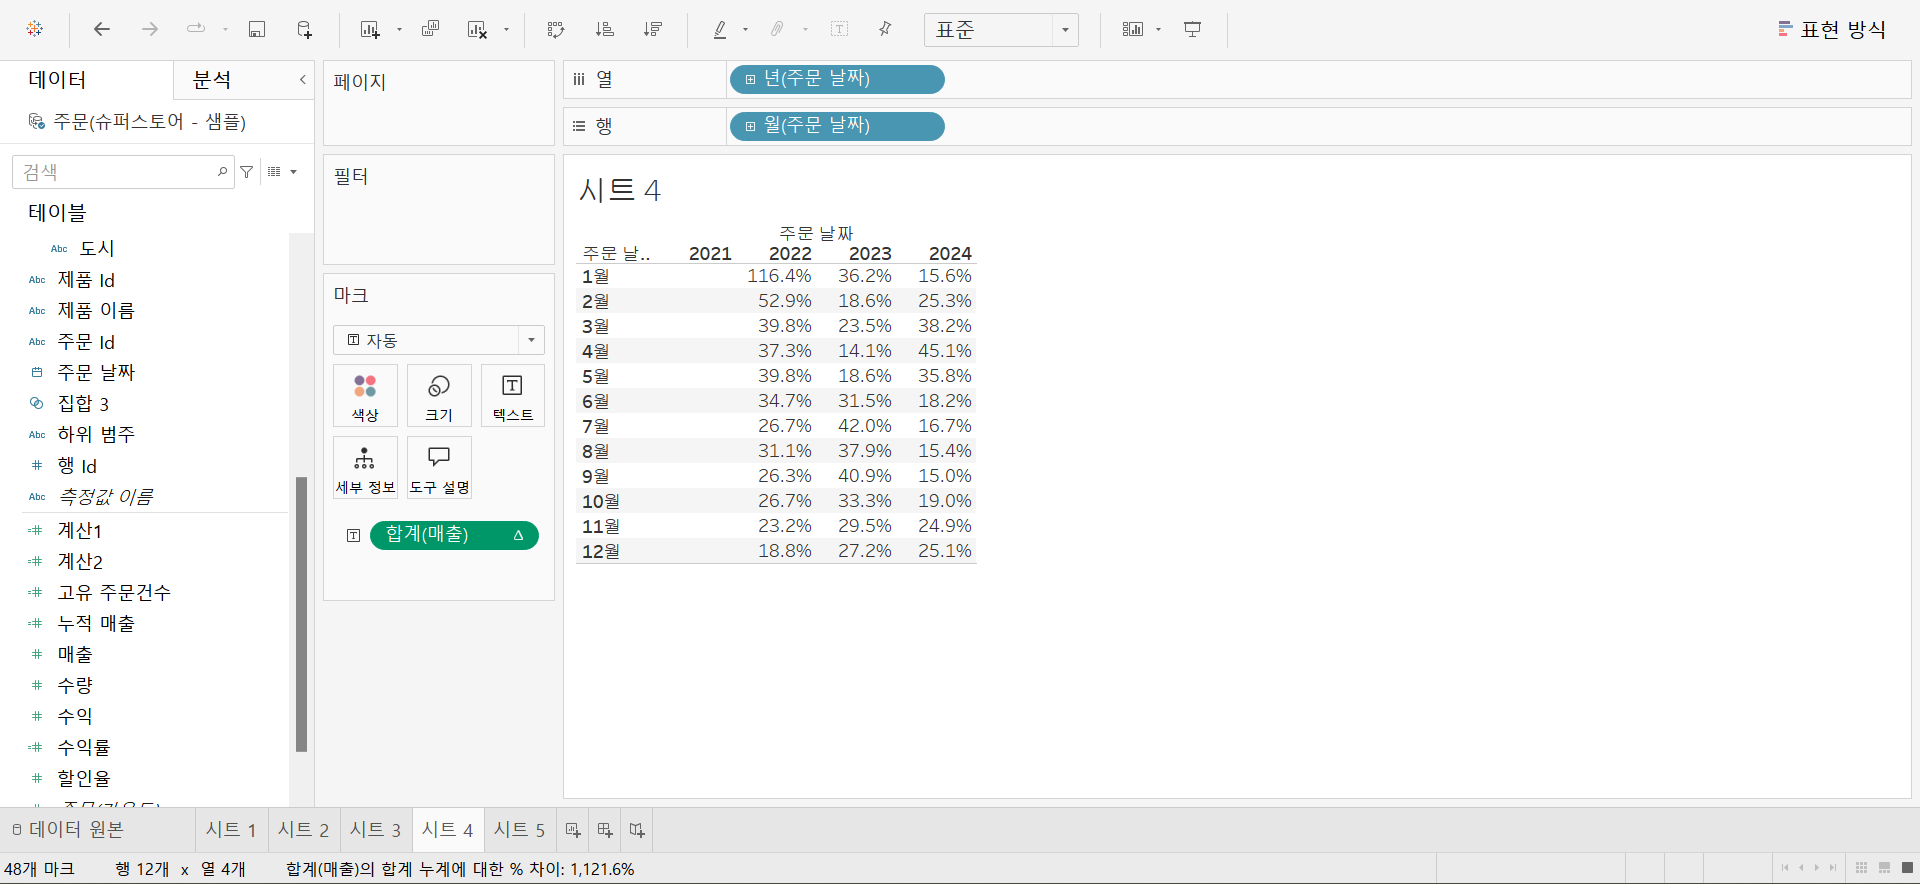 표준
표현 방식
데이터
분석
주문(슈퍼스토어 - 샘플)
검색
테이블
Abc 도시
Abc 제품 Id
Abc 제품 이름
Abc 주문 Id
주문 날짜
집합 3
Abc 하위 범주
# 행 Id
Abc 측정값 이름
=# 계산1
=# 계산2
=# 고유 주문건수
=# 누적 매출
# 매출
# 수량
# 수익
=# 수익률
# 할인율
페이지
필터
마크
T 자동
색상
크기
T 텍스트
세부 정보
도구 설명
T 합계(매출) Δ
iii 열
년(주문 날짜)
행
월(주문 날짜)
시트 4
주문 날짜
주문 날.. 2021 2022 2023 2024
1월 116.4% 36.2% 15.6%
2월 52.9% 18.6% 25.3%
3월 39.8% 23.5% 38.2%
4월 37.3% 14.1% 45.1%
5월 39.8% 18.6% 35.8%
6월 34.7% 31.5% 18.2%
7월 26.7% 42.0% 16.7%
8월 31.1% 37.9% 15.4%
9월 26.3% 40.9% 15.0%
10월 26.7% 33.3% 19.0%
11월 23.2% 29.5% 24.9%
12월 18.8% 27.2% 25.1%
데이터 원본
시트 1
시트 2
시트 3
시트 4
시트 5
48개 마크
행 12개 x 열 4개
합계(매출)의 합계 누계에 대한 % 차이: 1,121.6%